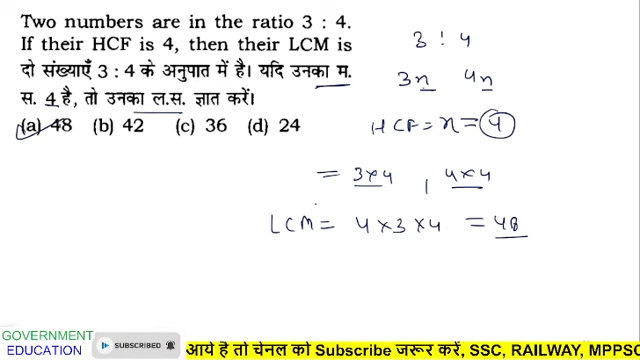 Two numbers are in the ratio 3 : 4.
If their HCF is 4, then their LCM is
दो संख्याएँ 3 : 4 के अनुपात में है। यदि उनका म.
स. 4 है, तो उनका ल.स. ज्ञात करें।
(a) 48 (b) 42 (c) 36 (d) 24
3 : 4
3n 4n
HCF = n = 4
= 3×4 , 4×4
LCM = 4×3×4 = 48
GOVERNMENT
EDUCATION
SUBSCRIBED
आये है तो चेनल को Subscribe जरूर करें, SSC, RAILWAY, MPPSC